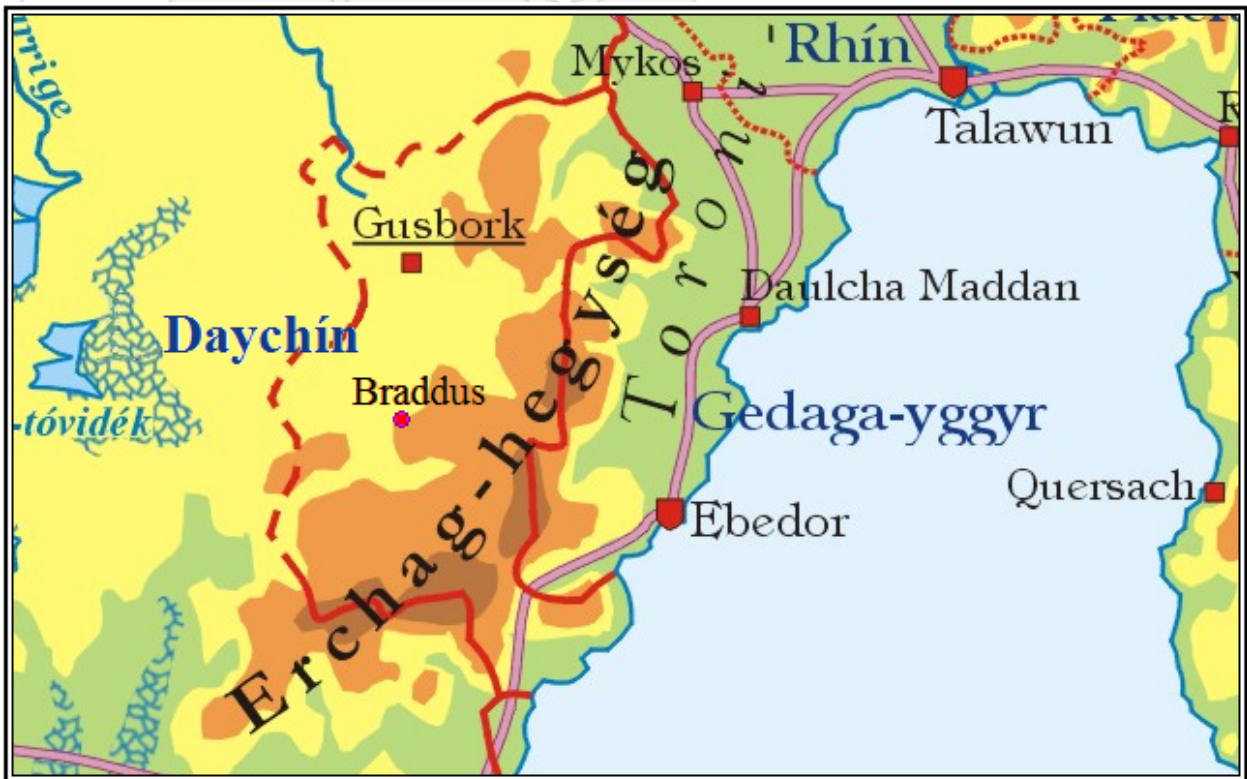 Rhín
Mykos
Talawun
Toroni
Gusbork
Daulcha Maddan
Daychín
Braddus
-tóvidék
Gedaga-yggyr
Quersach
Ebedor
Erchag-hegység